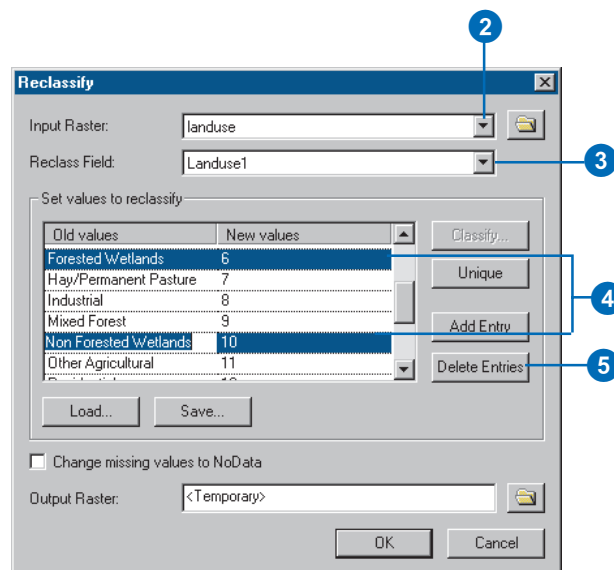 2
Reclassify
Input Raster: landuse
Reclass Field: Landuse1
3
Set values to reclassify
Old values New values
Classify...
Forested Wetlands 6
Hay/Permanent Pasture 7
Unique
Industrial 8
4
Mixed Forest 9
Add Entry
Non Forested Wetlands 10
Other Agricultural 11
Delete Entries
5
Load... Save...
Change missing values to NoData
Output Raster: <Temporary>
OK Cancel